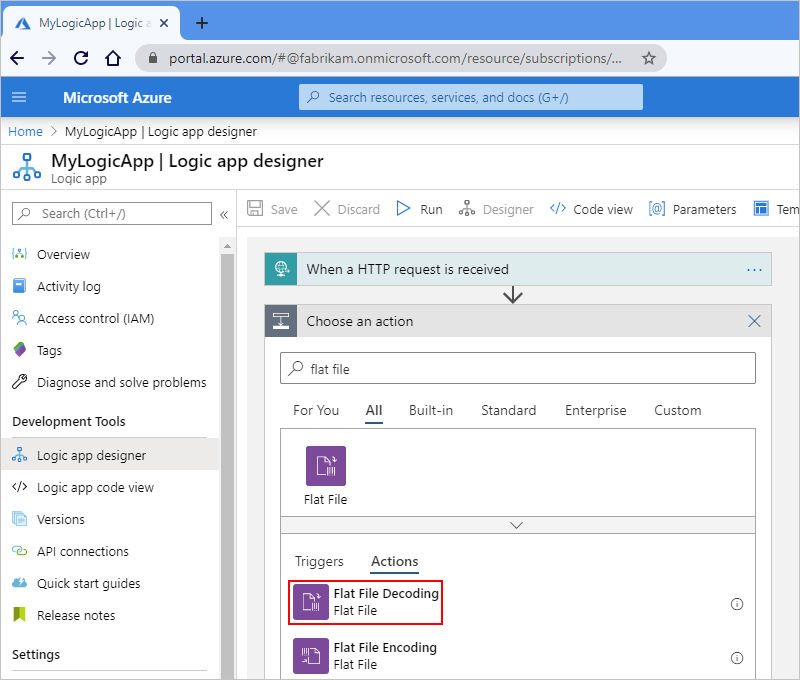 MyLogicApp | Logic a
portal.azure.com/#@fabrikam.onmicrosoft.com/resource/subscriptions/...
Microsoft Azure
Search resources, services, and docs (G+/)
Home > MyLogicApp | Logic app designer
MyLogicApp | Logic app designer
Logic app
Search (Ctrl+/)
«
Overview
Activity log
Access control (IAM)
Tags
Diagnose and solve problems
Development Tools
Logic app designer
Logic app code view
Versions
API connections
Quick start guides
Release notes
Settings
Save Discard Run Designer Code view Parameters Tem
When a HTTP request is received
...
Choose an action
flat file
For You All Built-in Standard Enterprise Custom
Flat File
Triggers Actions
Flat File Decoding
Flat File
Flat File Encoding
Flat File